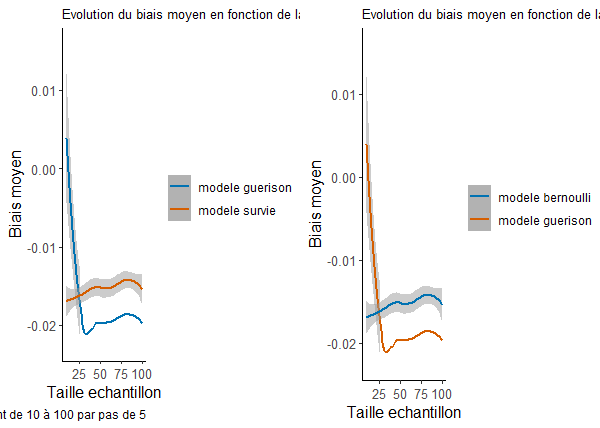 Evolution du biais moyen en fonction de la
0.01
0.00
-0.01
-0.02
Biais moyen
25 50 75 100
Taille echantillon
modele guerison
modele survie
nt de 10 à 100 par pas de 5
Evolution du biais moyen en fonction de la
0.01
0.00
-0.01
-0.02
Biais moyen
25 50 75 100
Taille echantillon
modele bernoulli
modele guerison